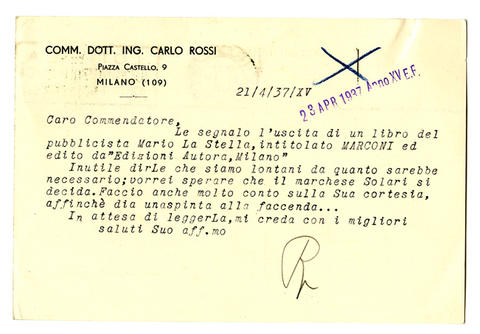 COMM. DOTT. ING. CARLO ROSSI
PIAZZA CASTELLO, 9
MILANO (109)
21/4/37/XV
23 APR 1937 Anno XV E.F.
Caro Commendatore,
Le segnalo l'uscita di un libro del
pubblicista Mario La Stella, intitolato MARCONI ed
edito da "Edizioni Autora, Milano"
Inutile dirLe che siamo lontani da quanto sarebbe
necessario; vorrei sperare che il marchese Solari si
decida. Faccio anche molto conto sulla Sua cortesia,
affinchè dia unaspinta alla faccenda...
In attesa di leggerLa, mi creda con i migliori
saluti Suo aff.mo